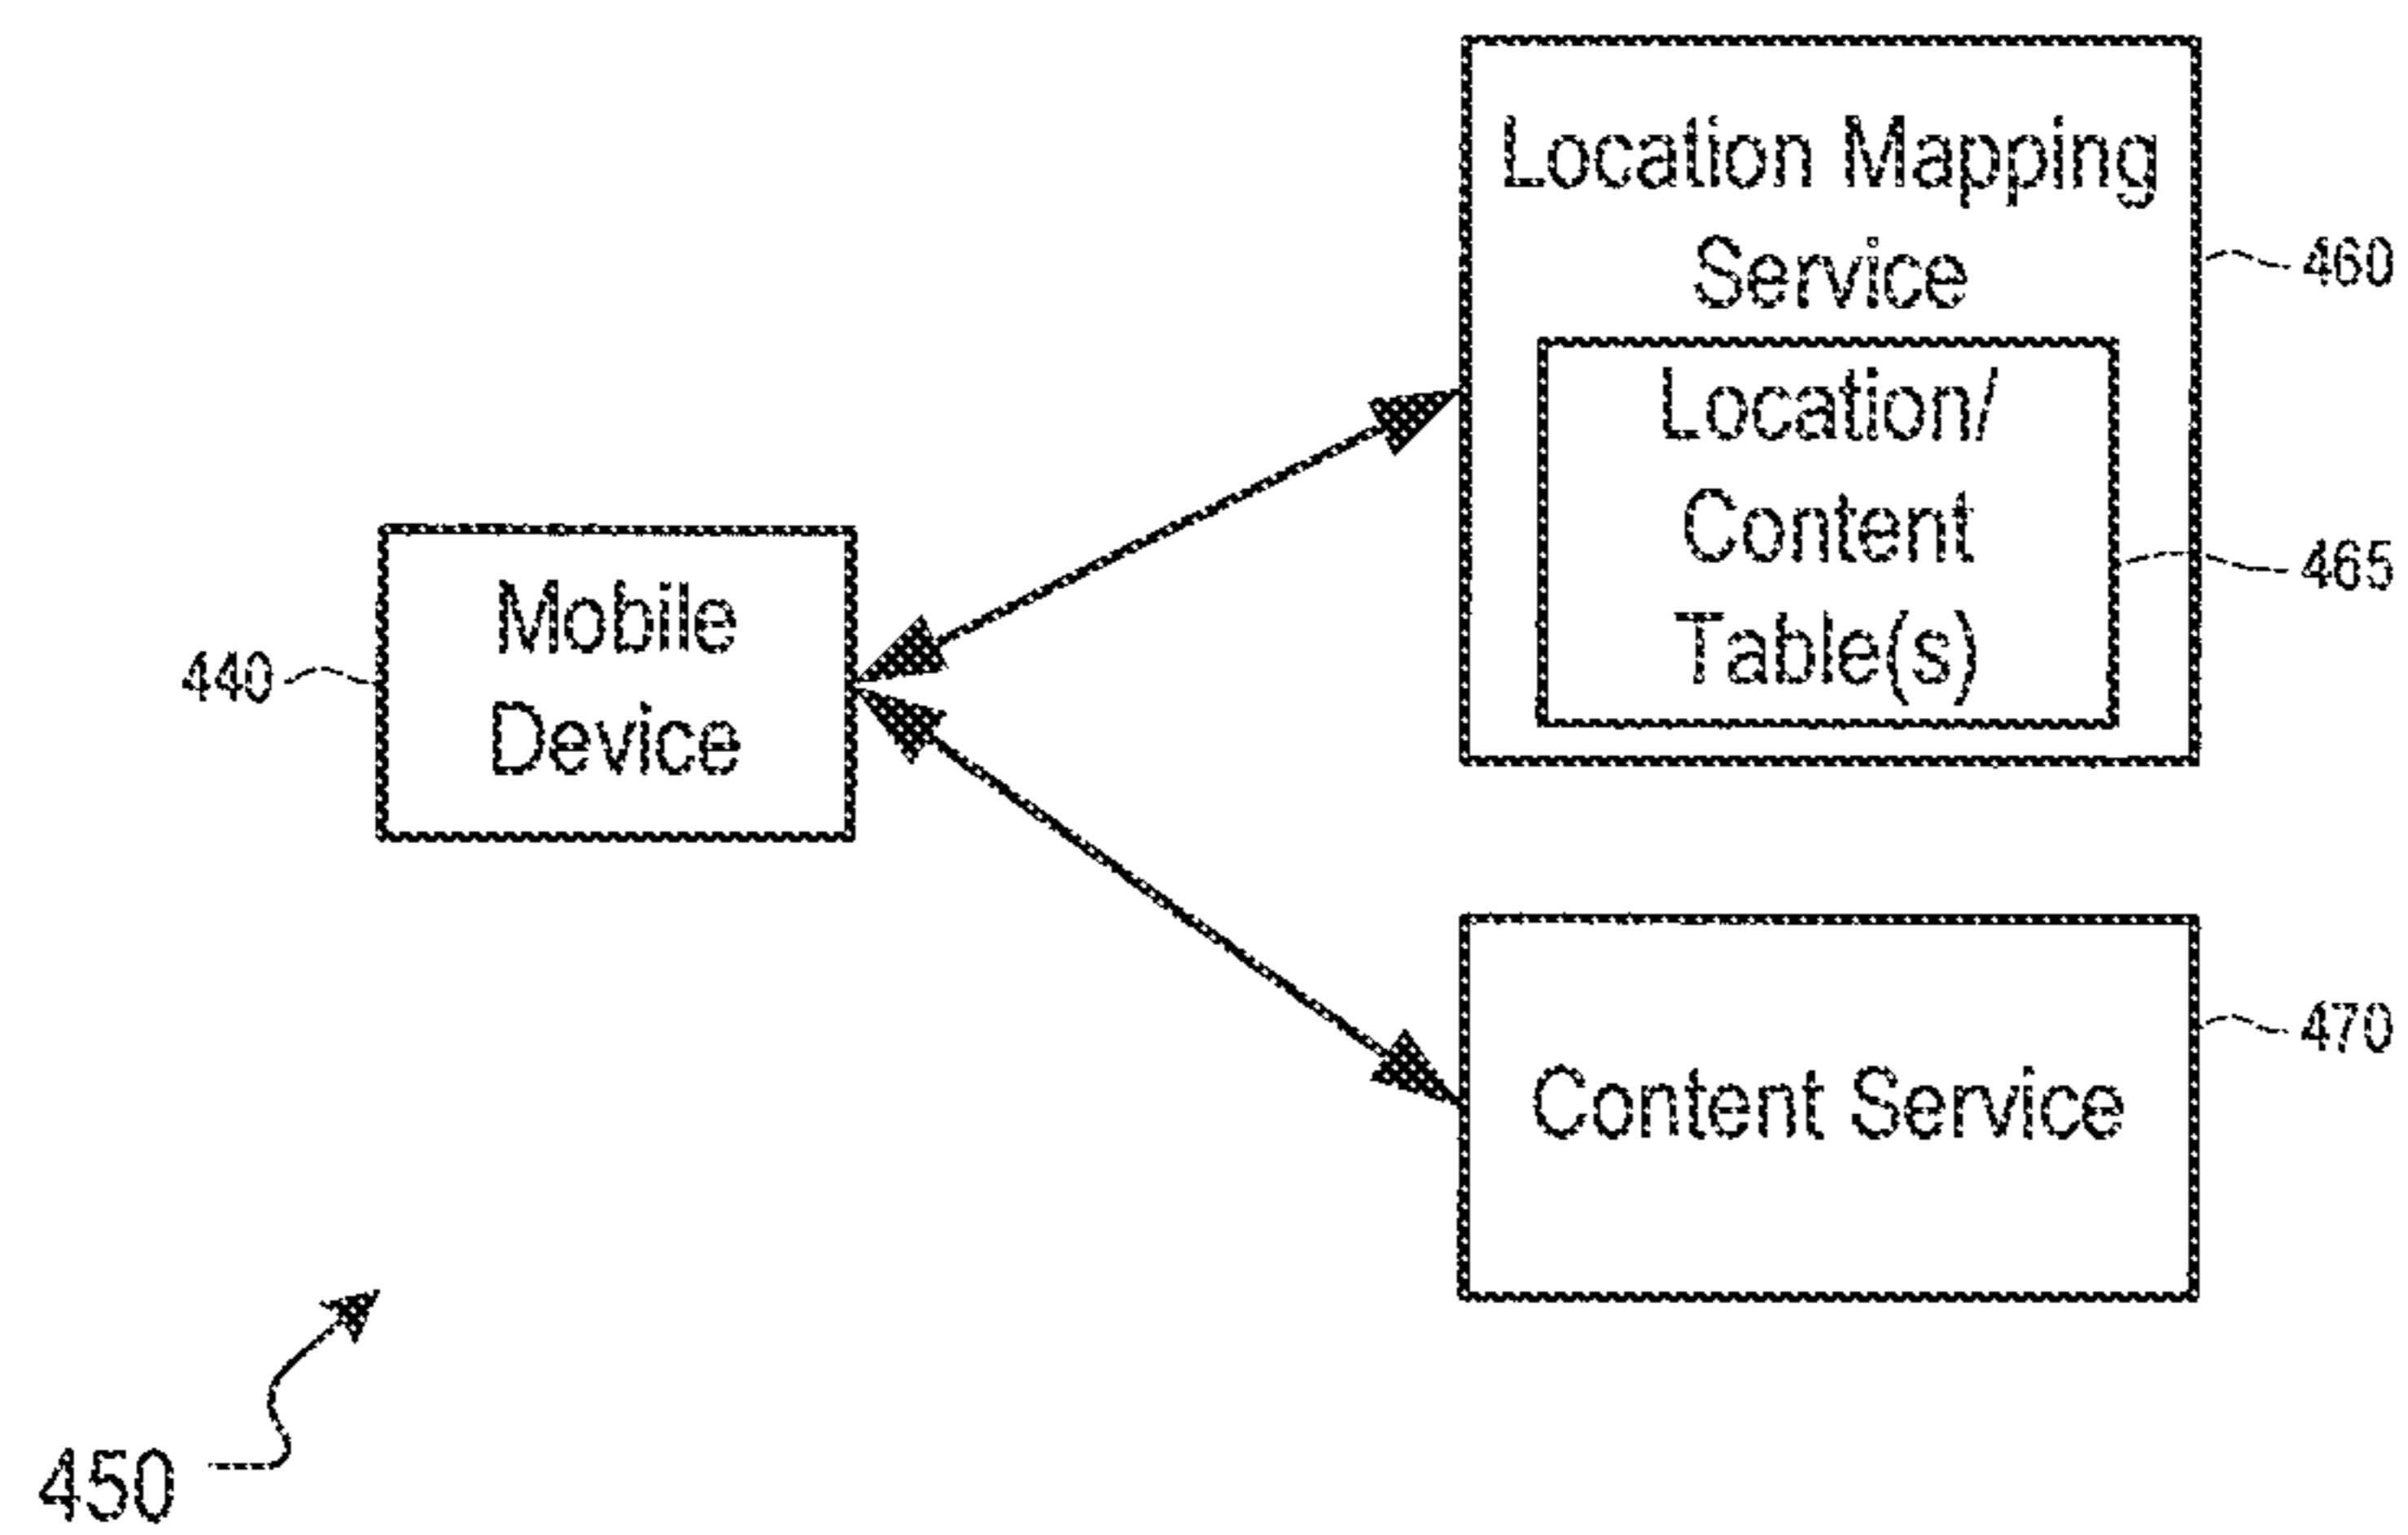 Location Mapping
Service
460
Location/
Content
Table(s)
465
Mobile
Device
440
Content Service
470
450